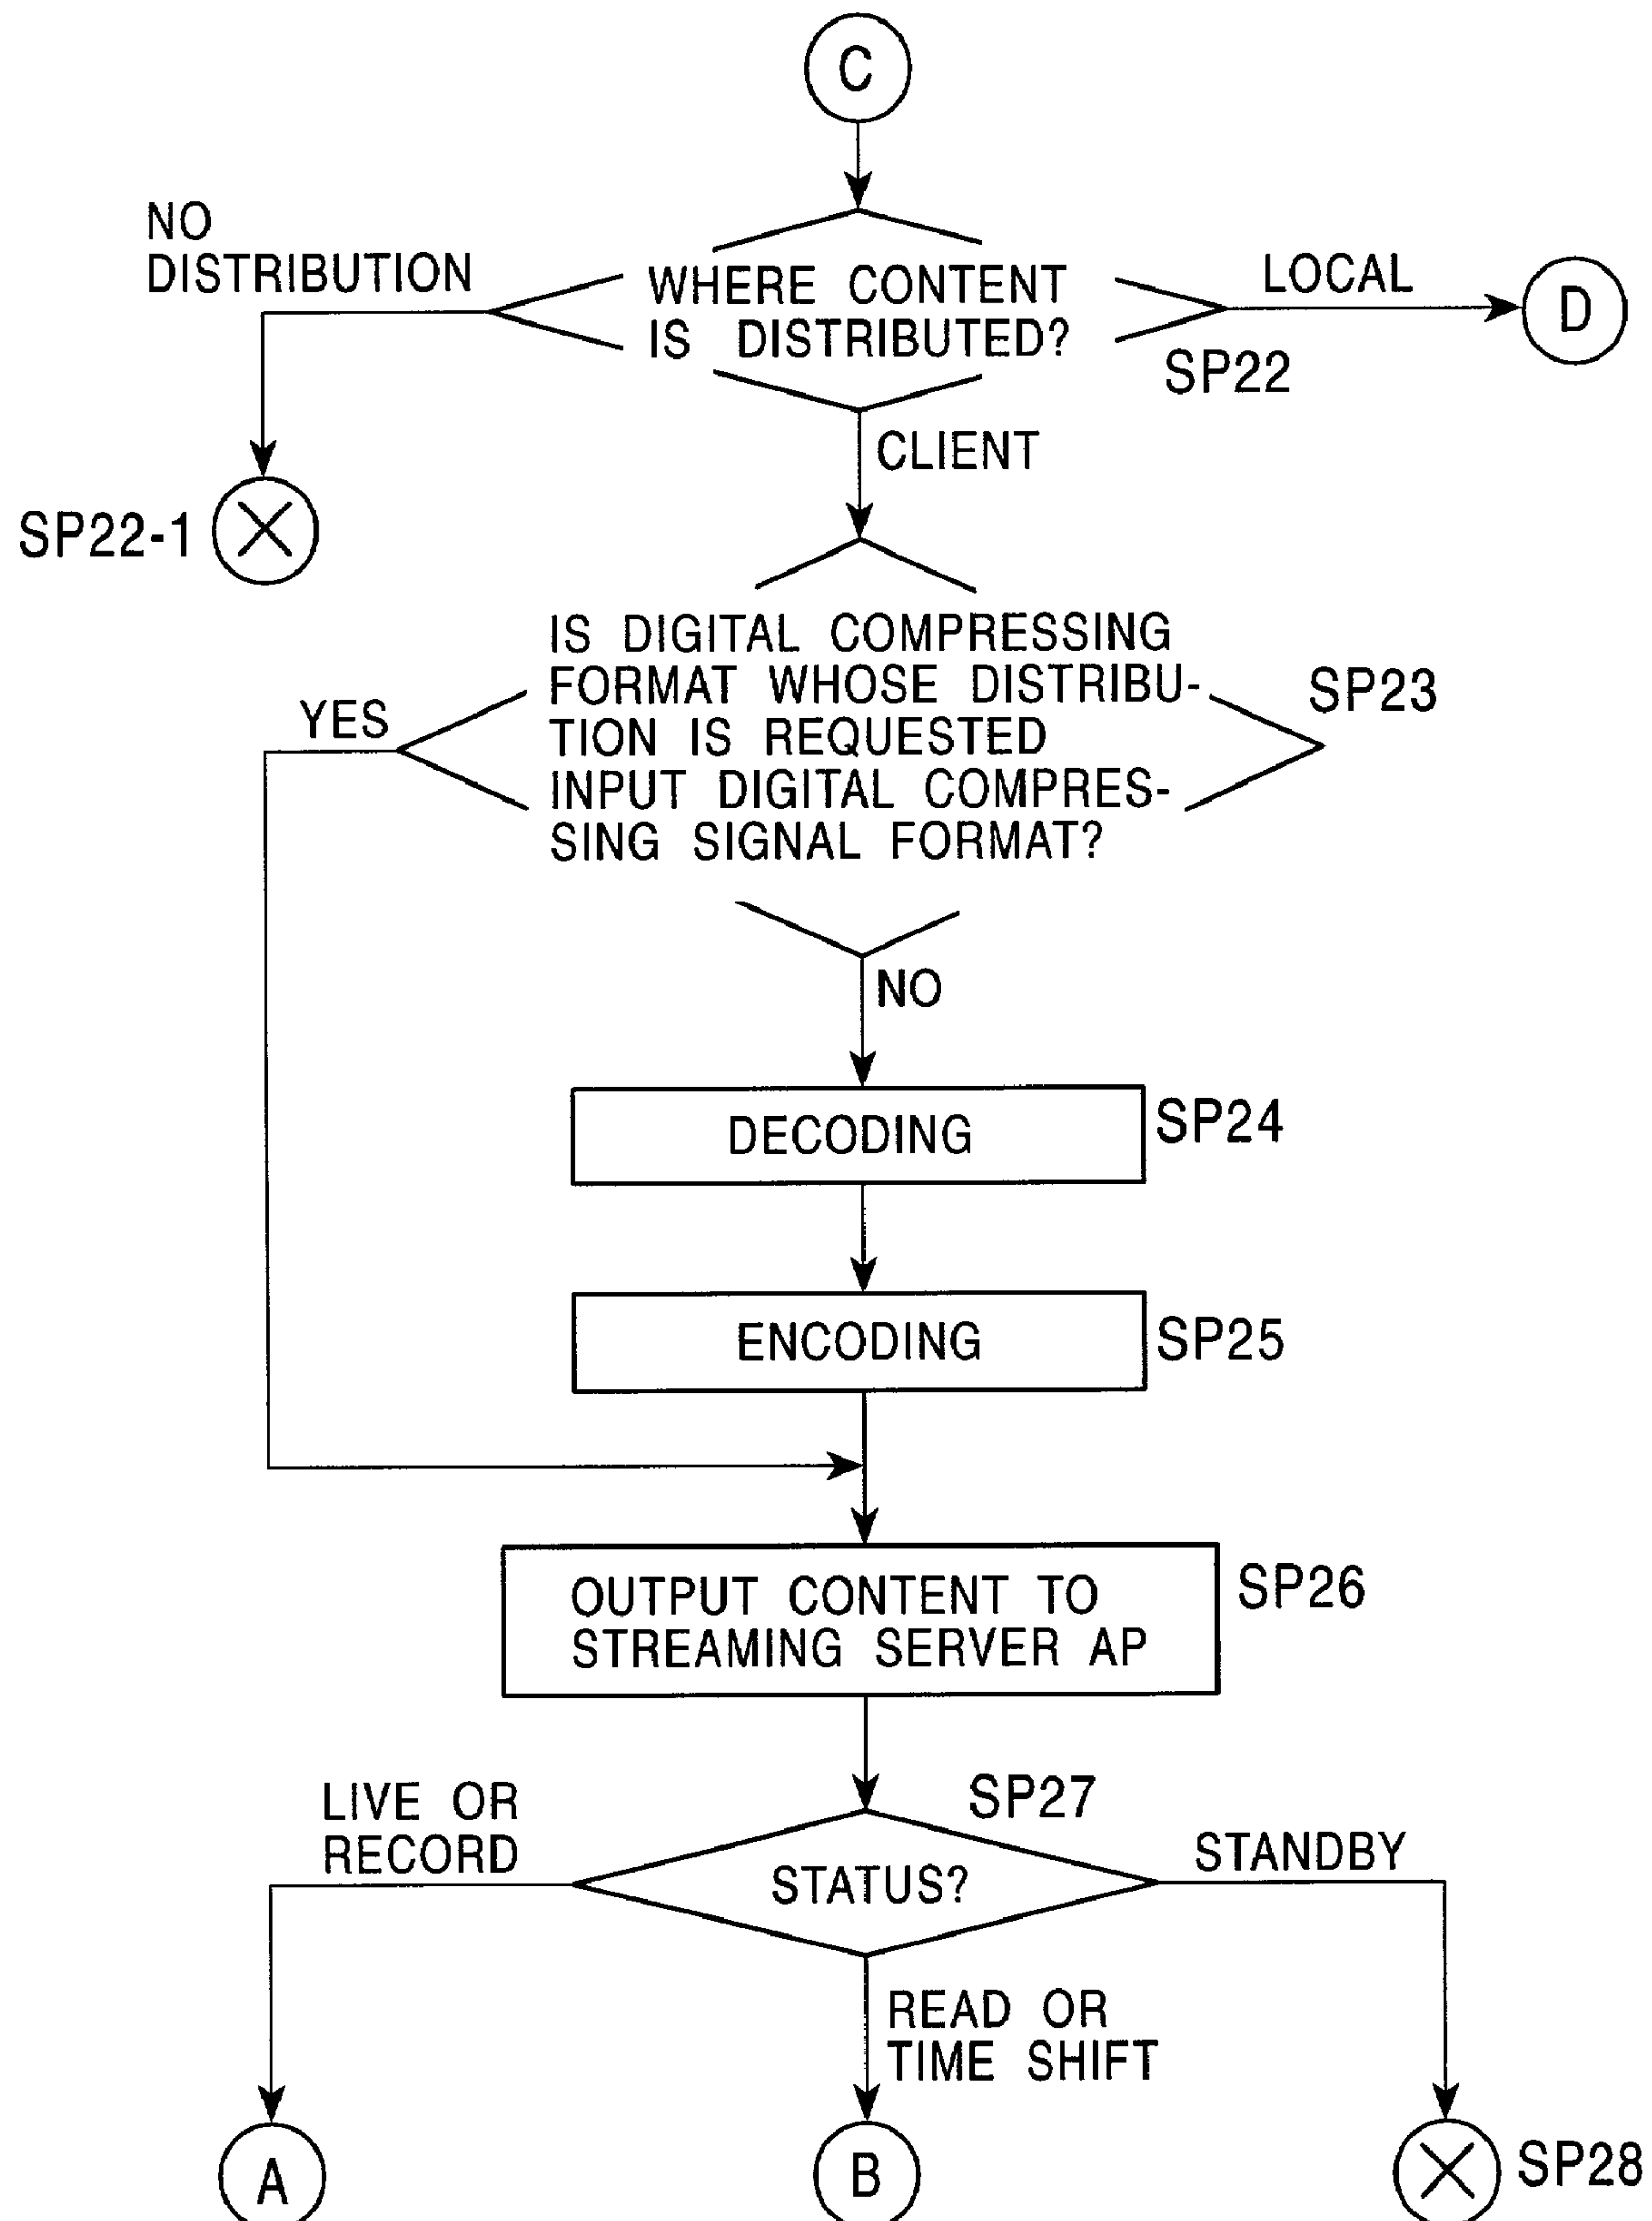 C
NO
DISTRIBUTION
WHERE CONTENT
IS DISTRIBUTED?
LOCAL
D
SP22
CLIENT
SP22-1
IS DIGITAL COMPRESSING
FORMAT WHOSE DISTRIBU-
TION IS REQUESTED
INPUT DIGITAL COMPRES-
SING SIGNAL FORMAT?
SP23
YES
NO
DECODING
SP24
ENCODING
SP25
OUTPUT CONTENT TO
STREAMING SERVER AP
SP26
SP27
LIVE OR
RECORD
STATUS?
STANDBY
READ OR
TIME SHIFT
A
B
SP28